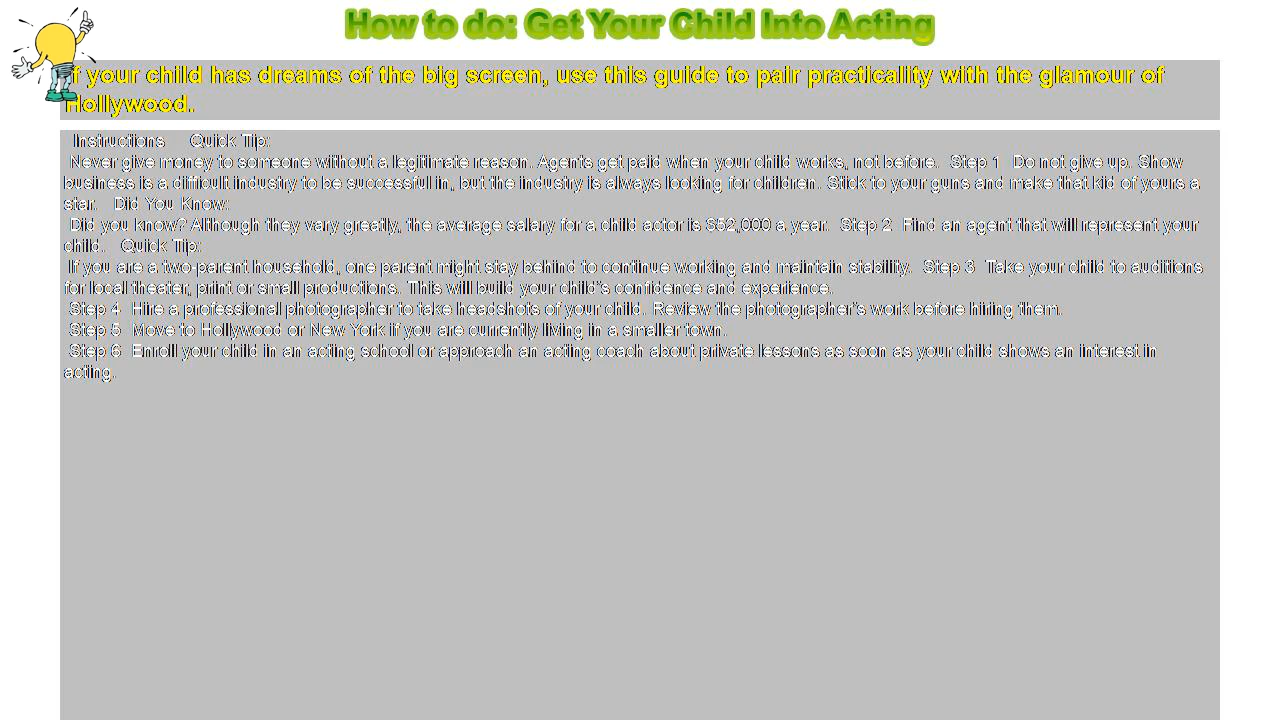 How to do: Get Your Child Into Acting
If your child has dreams of the big screen, use this guide to pair practicality with the glamour of
Hollywood.
Instructions Quick Tip:
Never give money to someone without a legitimate reason. Agents get paid when your child works, not before. Step 1 Do not give up. Show
business is a difficult industry to be successful in, but the industry is always looking for children. Stick to your guns and make that kid of yours a
star. Did You Know:
Did you know? Although they vary greatly, the average salary for a child actor is $52,000 a year. Step 2 Find an agent that will represent your
child. Quick Tip:
If you are a two-parent household, one parent might stay behind to continue working and maintain stability. Step 3 Take your child to auditions
for local theater, print or small productions. This will build your child's confidence and experience.
Step 4 Hire a professional photographer to take headshots of your child. Review the photographer's work before hiring them.
Step 5 Move to Hollywood or New York if you are currently living in a smaller town.
Step 6 Enroll your child in an acting school or approach an acting coach about private lessons as soon as your child shows an interest in
acting.